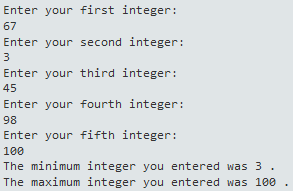 Enter your first integer:
67
Enter your second integer:
3
Enter your third integer:
45
Enter your fourth integer:
98
Enter your fifth integer:
100
The minimum integer you entered was 3 .
The maximum integer you entered was 100 .